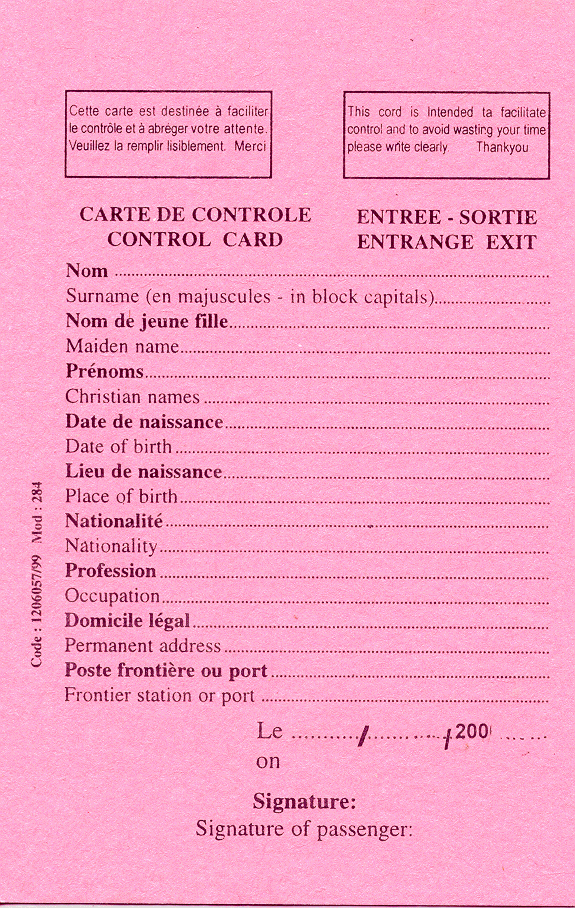 Cette carte est destinée à faciliter
le contrôle et à abréger votre attente.
Veuillez la remplir lisiblement. Merci
This cord is Intended ta facilitate
control and to avoid wasting your time
please write clearly. Thankyou
CARTE DE CONTROLE
CONTROL CARD
ENTREE - SORTIE
ENTRANGE EXIT
Nom
Surname (en majuscules - in block capitals)
Nom de jeune fille
Maiden name
Prénoms
Christian names
Date de naissance
Date of birth
Lieu de naissance
Place of birth
Nationalité
Nationality
Profession
Occupation
Domicile légal
Permanent address
Poste frontière ou port
Frontier station or port
Le ........../............/200 ......
on
Signature:
Signature of passenger:
Code : 1206057/99 Mod : 284